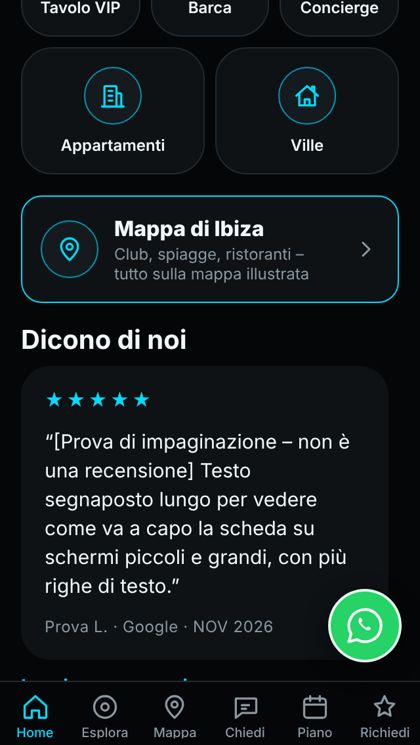 Tavolo VIP
Barca
Concierge
Appartamenti
Ville
Mappa di Ibiza
Club, spiagge, ristoranti –
tutto sulla mappa illustrata
Dicono di noi
“[Prova di impaginazione – non è
una recensione] Testo
segnaposto lungo per vedere
come va a capo la scheda su
schermi piccoli e grandi, con più
righe di testo.”
Prova L. · Google · NOV 2026
Home
Esplora
Mappa
Chiedi
Piano
Richiedi